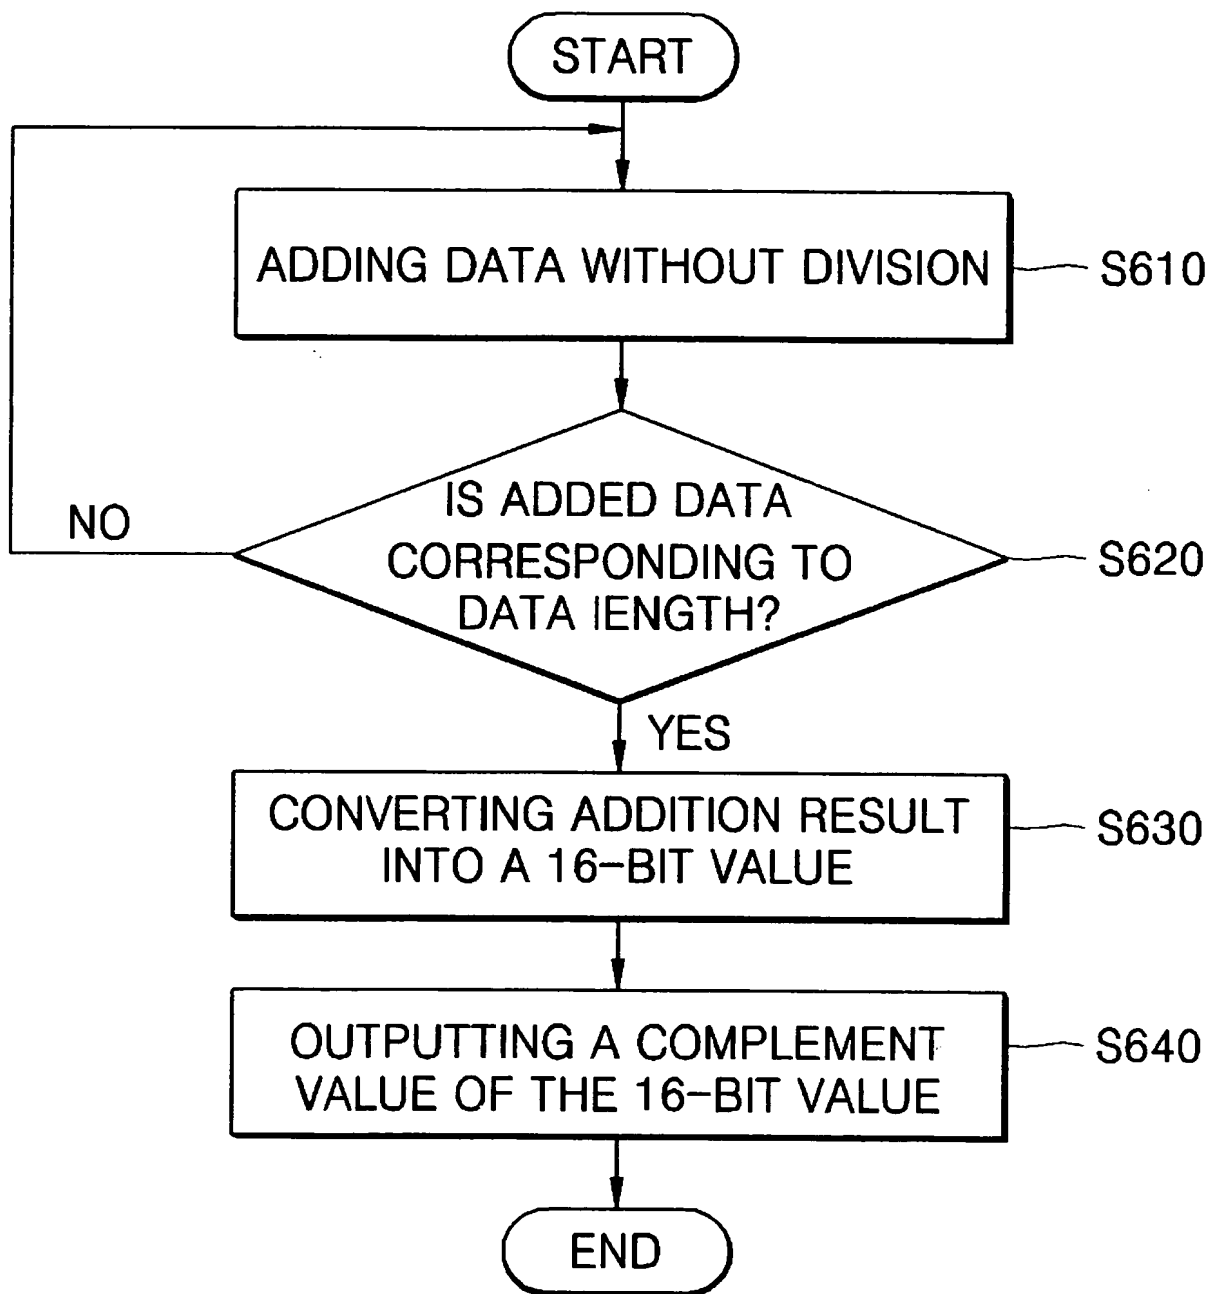 START
ADDING DATA WITHOUT DIVISION
S610
IS ADDED DATA
CORRESPONDING TO
DATA lENGTH?
S620
NO
YES
CONVERTING ADDITION RESULT
INTO A 16-BIT VALUE
S630
OUTPUTTING A COMPLEMENT
VALUE OF THE 16-BIT VALUE
S640
END